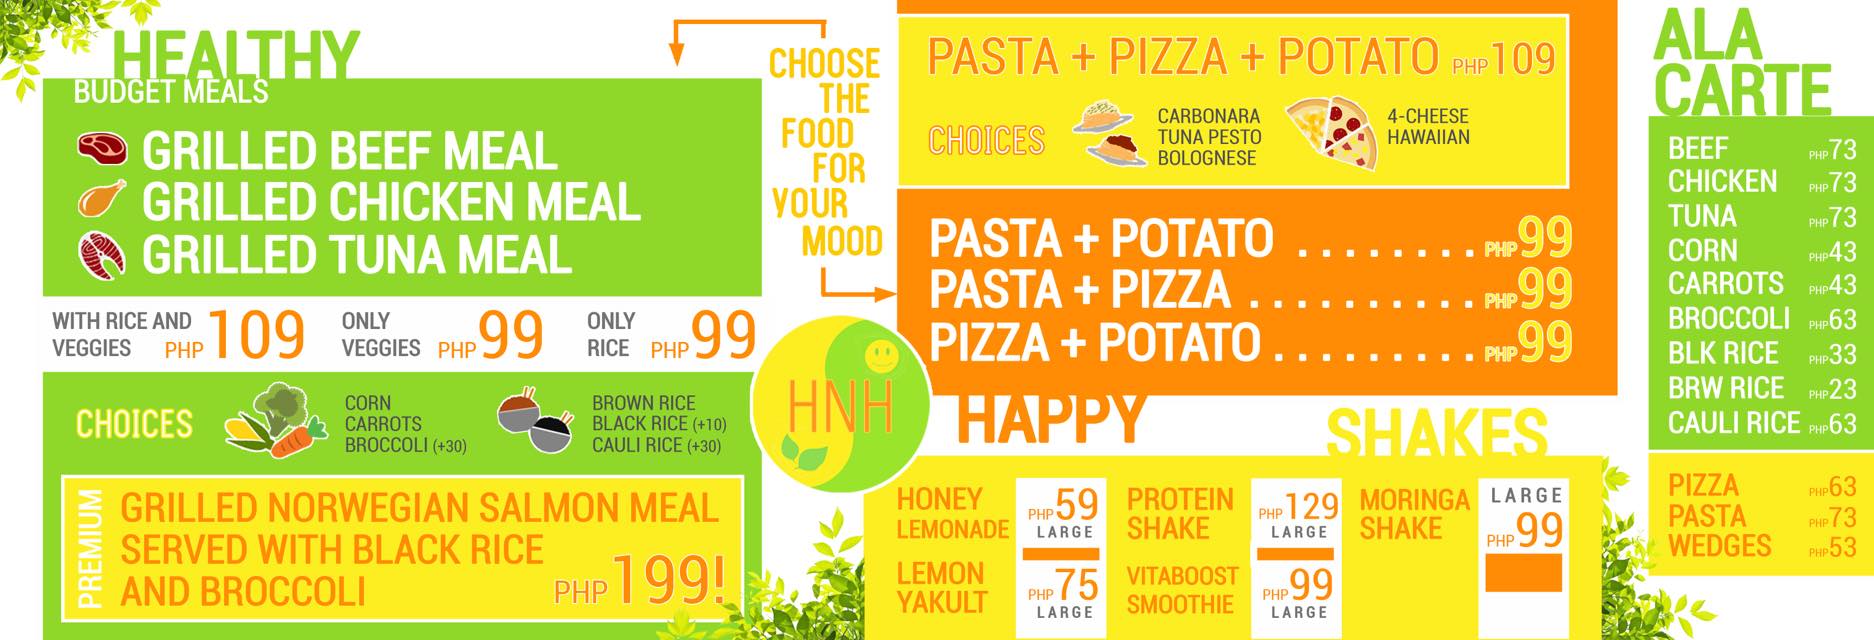 HEALTHY
BUDGET MEALS
GRILLED BEEF MEAL
GRILLED CHICKEN MEAL
GRILLED TUNA MEAL
WITH RICE AND
VEGGIES PHP 109
ONLY
VEGGIES PHP 99
ONLY
RICE PHP 99
CHOICES
CORN
CARROTS
BROCCOLI (+30)
BROWN RICE
BLACK RICE (+10)
CAULI RICE (+30)
PREMIUM
GRILLED NORWEGIAN SALMON MEAL
SERVED WITH BLACK RICE
AND BROCCOLI PHP 199!
CHOOSE
THE
FOOD
FOR
YOUR
MOOD
HNH
PASTA + PIZZA + POTATO PHP 109
CHOICES
CARBONARA
TUNA PESTO
BOLOGNESE
4-CHEESE
HAWAIIAN
PASTA + POTATO ........ PHP 99
PASTA + PIZZA .......... PHP 99
PIZZA + POTATO ......... PHP 99
HAPPY
SHAKES
HONEY
LEMONADE
PHP 59
LARGE
LEMON
YAKULT
PHP 75
LARGE
PROTEIN
SHAKE
PHP 129
LARGE
VITABOOST
SMOOTHIE
PHP 99
LARGE
MORINGA
SHAKE
LARGE
PHP 99
ALA
CARTE
BEEF PHP 73
CHICKEN PHP 73
TUNA PHP 73
CORN PHP 43
CARROTS PHP 43
BROCCOLI PHP 63
BLK RICE PHP 33
BRW RICE PHP 23
CAULI RICE PHP 63
PIZZA PHP 63
PASTA PHP 73
WEDGES PHP 53